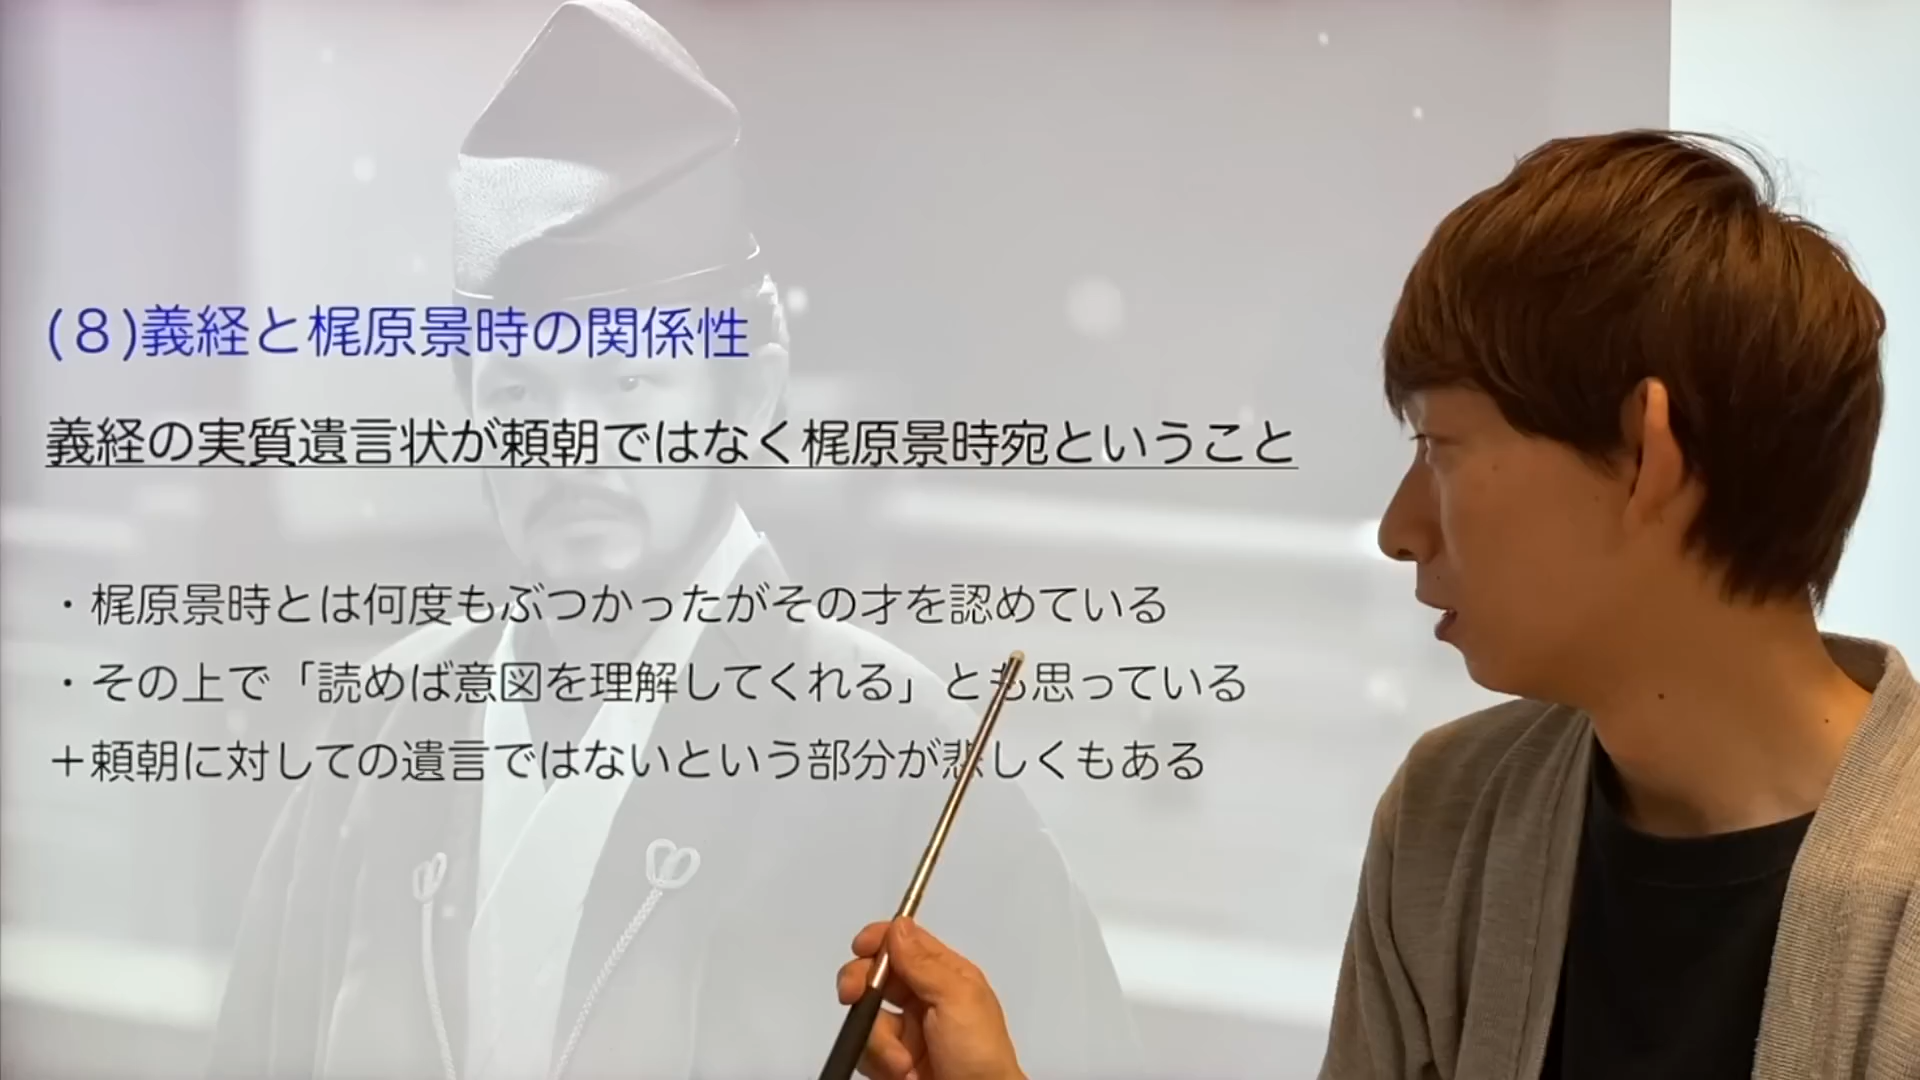 (８)義経と梶原景時の関係性
義経の実質遺言状が頼朝ではなく梶原景時宛ということ
・梶原景時とは何度もぶつかったがその才を認めている
・その上で「読めば意図を理解してくれる」とも思っている
＋頼朝に対しての遺言ではないという部分が悲しくもある